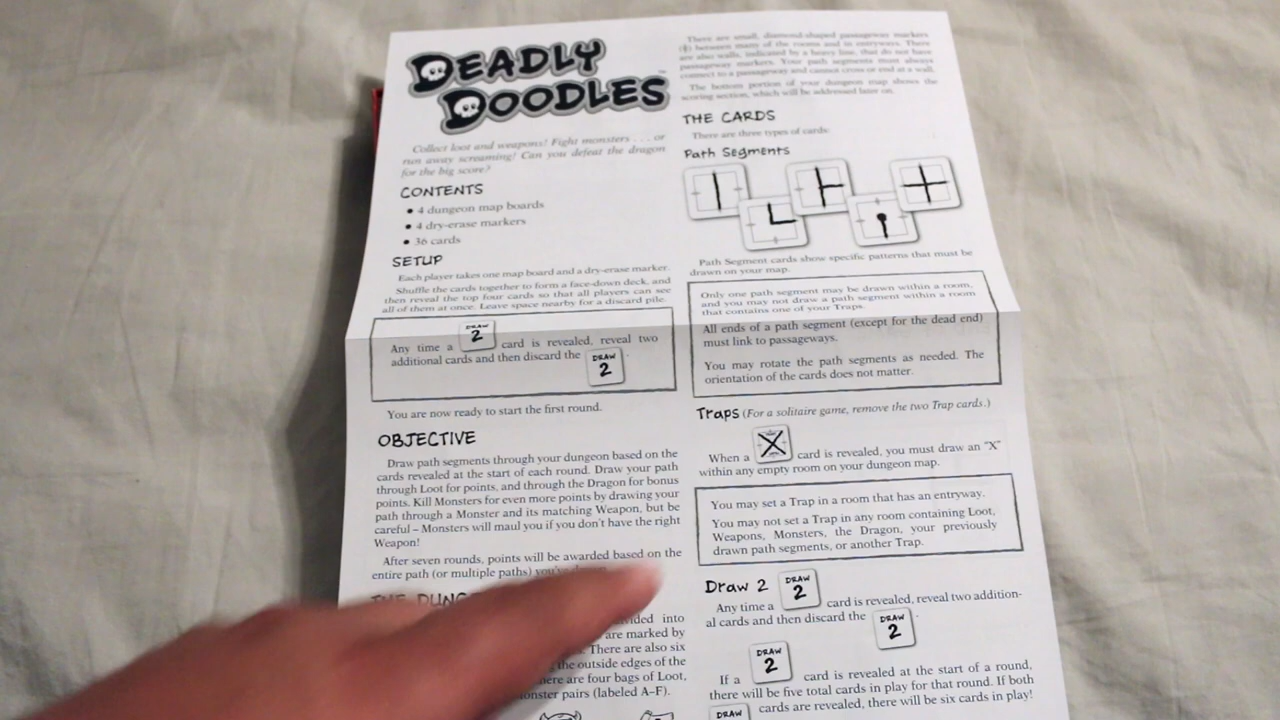 DEADLY
DOODLES™
Collect loot and weapons! Fight monsters . . . or
run away screaming! Can you defeat the dragon
for the big score?
CONTENTS
• 4 dungeon map boards
• 4 dry-erase markers
• 36 cards
SETUP
Each player takes one map board and a dry-erase marker.
Shuffle the cards together to form a face-down deck, and
then reveal the top four cards so that all players can see
all of them at once. Leave space nearby for a discard pile.
Any time a DRAW 2 card is revealed, reveal two
additional cards and then discard the DRAW 2 .
You are now ready to start the first round.
OBJECTIVE
Draw path segments through your dungeon based on the
cards revealed at the start of each round. Draw your path
through Loot for points, and through the Dragon for bonus
points. Kill Monsters for even more points by drawing your
path through a Monster and its matching Weapon, but be
careful – Monsters will maul you if you don't have the right
Weapon!
After seven rounds, points will be awarded based on the
entire path (or multiple paths) you've
THE DUNG
into
are marked by
There are also six
the outside edges of the
here are four bags of Loot,
pairs (labeled A–F).
There are small, diamond-shaped passageway markers
( ) between many of the rooms and in entryways. There
are also walls, indicated by a heavy line, that do not have
passageway markers. Your path segments must always
connect to a passageway and cannot cross or end at a wall.
The bottom portion of your dungeon map shows the
scoring section, which will be addressed later on.
THE CARDS
There are three types of cards:
Path Segments
Path Segment cards show specific patterns that must be
drawn on your map.
Only one path segment may be drawn within a room,
and you may not draw a path segment within a room
that contains one of your Traps.
All ends of a path segment (except for the dead end)
must link to passageways.
You may rotate the path segments as needed. The
orientation of the cards does not matter.
Traps (For a solitaire game, remove the two Trap cards.)
When a X card is revealed, you must draw an "X"
within any empty room on your dungeon map.
You may set a Trap in a room that has an entryway.
You may not set a Trap in any room containing Loot,
Weapons, Monsters, the Dragon, your previously
drawn path segments, or another Trap.
Draw 2 DRAW 2
Any time a card is revealed, reveal two addition-
al cards and then discard the DRAW 2 .
If a DRAW 2 card is revealed at the start of a round,
there will be five total cards in play for that round. If both
DRAW cards are revealed, there will be six cards in play!